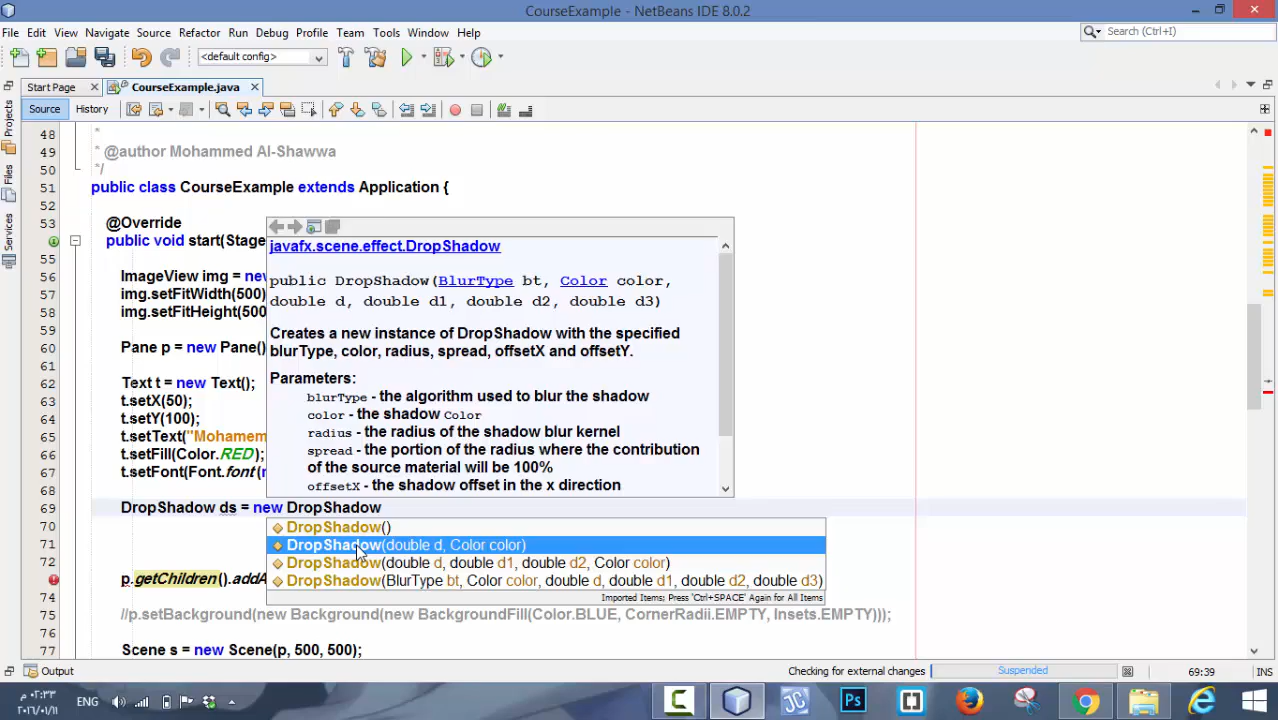 CourseExample - NetBeans IDE 8.0.2
File Edit View Navigate Source Refactor Run Debug Profile Team Tools Window Help
Search (Ctrl+I)
<default config>
Start Page
CourseExample.java
Source History
Projects
Files
Services
48 *
49 * @author Mohammed Al-Shawwa
50 */
51 public class CourseExample extends Application {
52
53 @Override
public void start(Stag
55
56 ImageView img = new
57 img.setFitWidth(500)
58 img.setFitHeight(500
59
60 Pane p = new Pane()
61
62 Text t = new Text();
63 t.setX(50);
64 t.setY(100);
65 t.setText("Mohamem
66 t.setFill(Color.RED);
67 t.setFont(Font.font(
68
69 DropShadow ds = new DropShadow
70
71
72
p.getChildren().addA
74
75 //p.setBackground(new Background(new BackgroundFill(Color.BLUE, CornerRadii.EMPTY, Insets.EMPTY)));
76
77 Scene s = new Scene(p, 500, 500);
javafx.scene.effect.DropShadow
public DropShadow(BlurType bt, Color color,
double d, double d1, double d2, double d3)
Creates a new instance of DropShadow with the specified
blurType, color, radius, spread, offsetX and offsetY.
Parameters:
blurType - the algorithm used to blur the shadow
color - the shadow Color
radius - the radius of the shadow blur kernel
spread - the portion of the radius where the contribution
of the source material will be 100%
offsetX - the shadow offset in the x direction
DropShadow()
DropShadow(double d, Color color)
DropShadow(double d, double d1, double d2, Color color)
DropShadow(BlurType bt, Color color, double d, double d1, double d2, double d3)
Imported Items; Press 'Ctrl+SPACE' Again for All Items
Output
Checking for external changes
Suspended
69:39
INS
ENG
م ٠٢:٣٣
JC
Ps